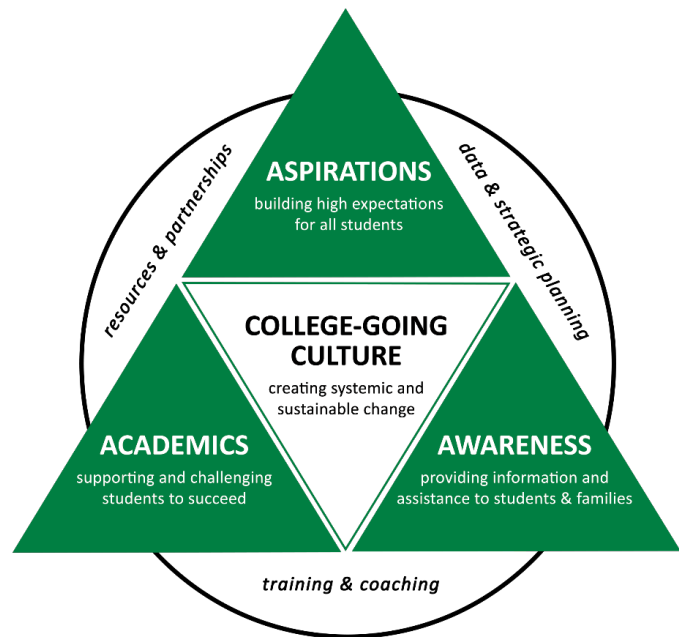 ASPIRATIONS
building high expectations
for all students
resources & partnerships
data & strategic planning
COLLEGE-GOING
CULTURE
creating systemic and
sustainable change
ACADEMICS
supporting and challenging
students to succeed
AWARENESS
providing information and
assistance to students & families
training & coaching